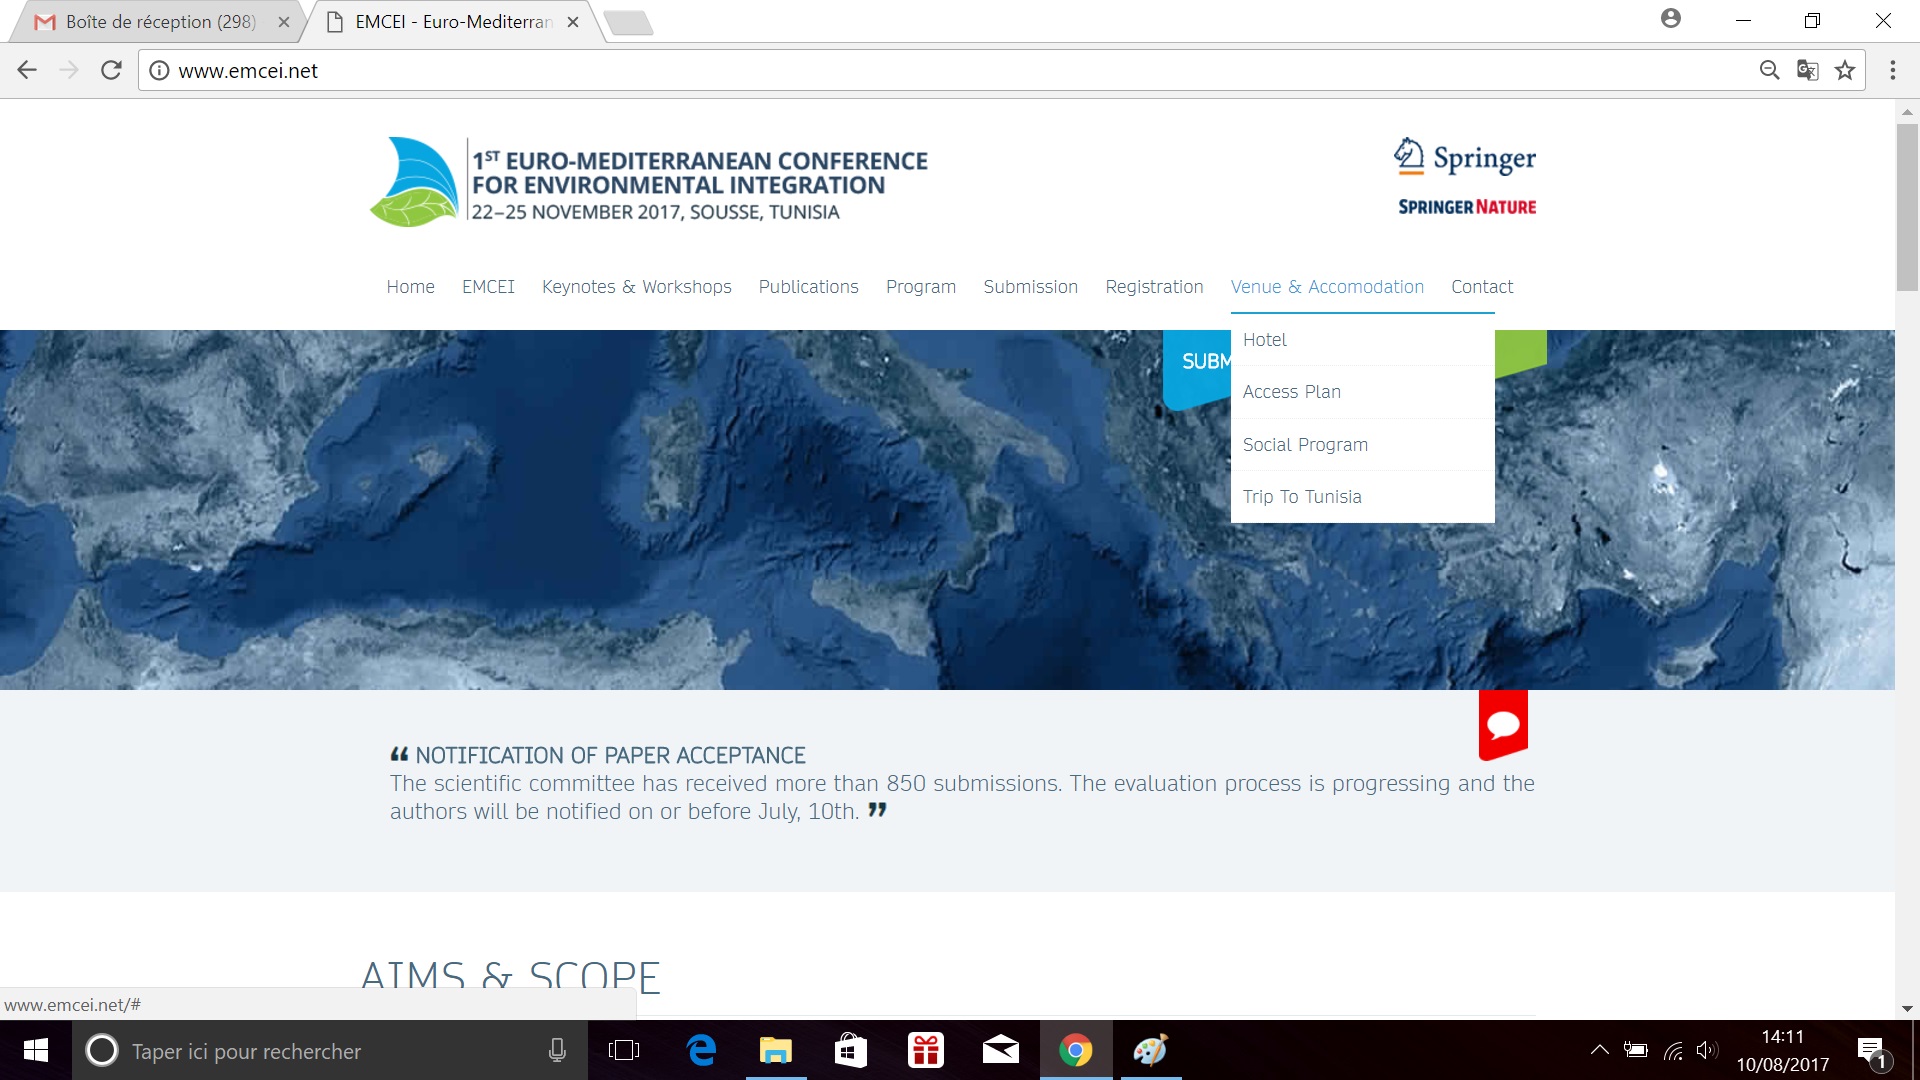 Boîte de réception (298)
EMCEI - Euro-Mediterran
www.emcei.net
1ST EURO-MEDITERRANEAN CONFERENCE
FOR ENVIRONMENTAL INTEGRATION
22–25 NOVEMBER 2017, SOUSSE, TUNISIA
Springer
SPRINGER NATURE
Home EMCEI Keynotes & Workshops Publications Program Submission Registration Venue & Accomodation Contact
SUBM
Hotel
Access Plan
Social Program
Trip To Tunisia
“ NOTIFICATION OF PAPER ACCEPTANCE
The scientific committee has received more than 850 submissions. The evaluation process is progressing and the
authors will be notified on or before July, 10th. ”
AIMS & SCOPE
www.emcei.net/#
Taper ici pour rechercher
14:11
10/08/2017
1